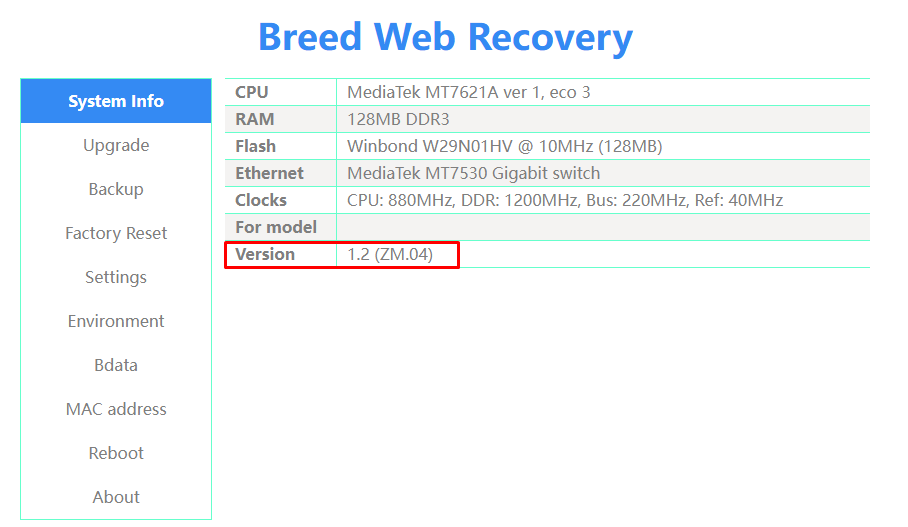 Breed Web Recovery
System Info
Upgrade
Backup
Factory Reset
Settings
Environment
Bdata
MAC address
Reboot
About
CPU MediaTek MT7621A ver 1, eco 3
RAM 128MB DDR3
Flash Winbond W29N01HV @ 10MHz (128MB)
Ethernet MediaTek MT7530 Gigabit switch
Clocks CPU: 880MHz, DDR: 1200MHz, Bus: 220MHz, Ref: 40MHz
For model
Version 1.2 (ZM.04)